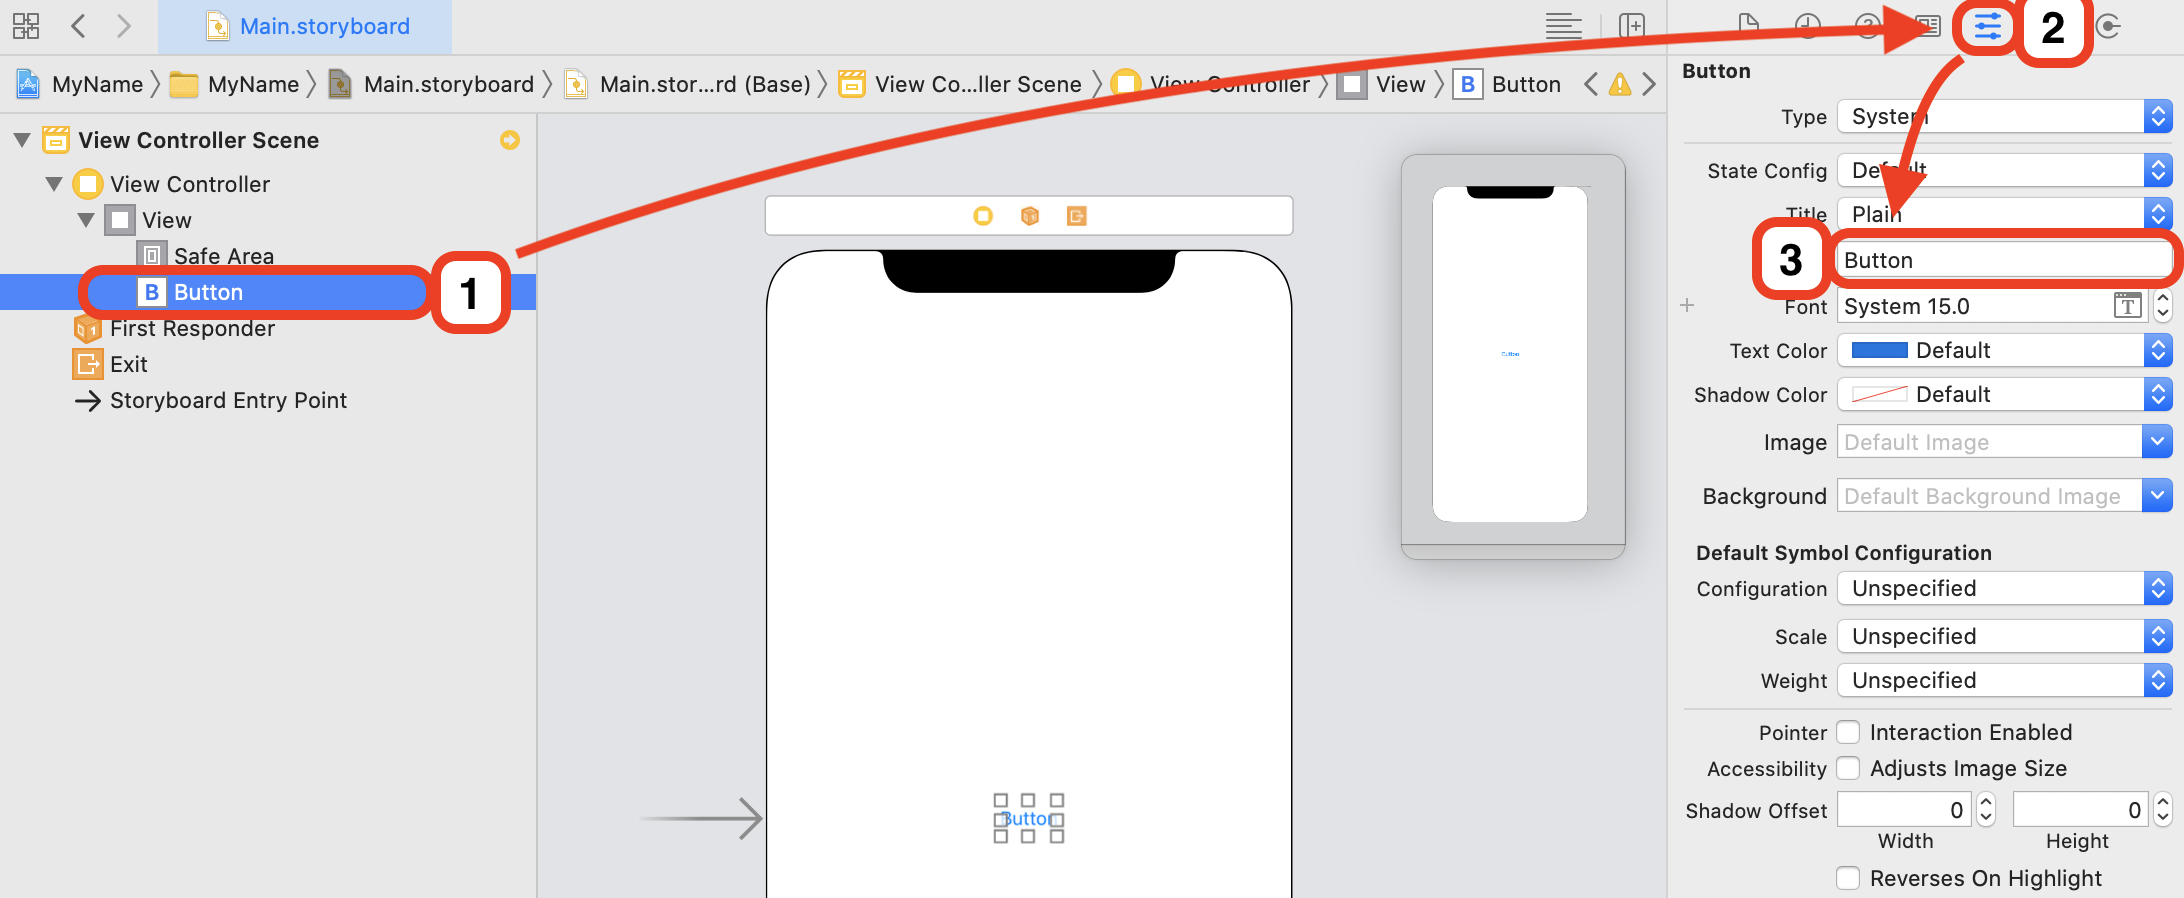 Main.storyboard
2
MyName
MyName
Main.storyboard
Main.stor...rd (Base)
View Co...ller Scene
View Controller
View
B Button
View Controller Scene
View Controller
View
Safe Area
B Button
1
First Responder
Exit
Storyboard Entry Point
Button
Button
Button
Type System
State Config Default
Title Plain
3 Button
Font System 15.0 T
Text Color Default
Shadow Color Default
Image Default Image
Background Default Background Image
Default Symbol Configuration
Configuration Unspecified
Scale Unspecified
Weight Unspecified
Pointer Interaction Enabled
Accessibility Adjusts Image Size
Shadow Offset 0 0
Width Height
Reverses On Highlight